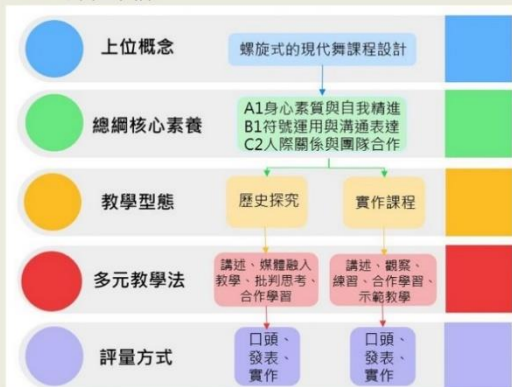 上位概念
螺旋式的現代舞課程設計
總綱核心素養
A1身心素質與自我精進
B1符號運用與溝通表達
C2人際關係與團隊合作
教學型態
歷史探究
實作課程
多元教學法
講述、媒體融入
教學、批判思考、
合作學習
講述、觀察、
練習、合作學習、
示範教學
評量方式
口頭、
發表、
實作
口頭、
發表、
實作